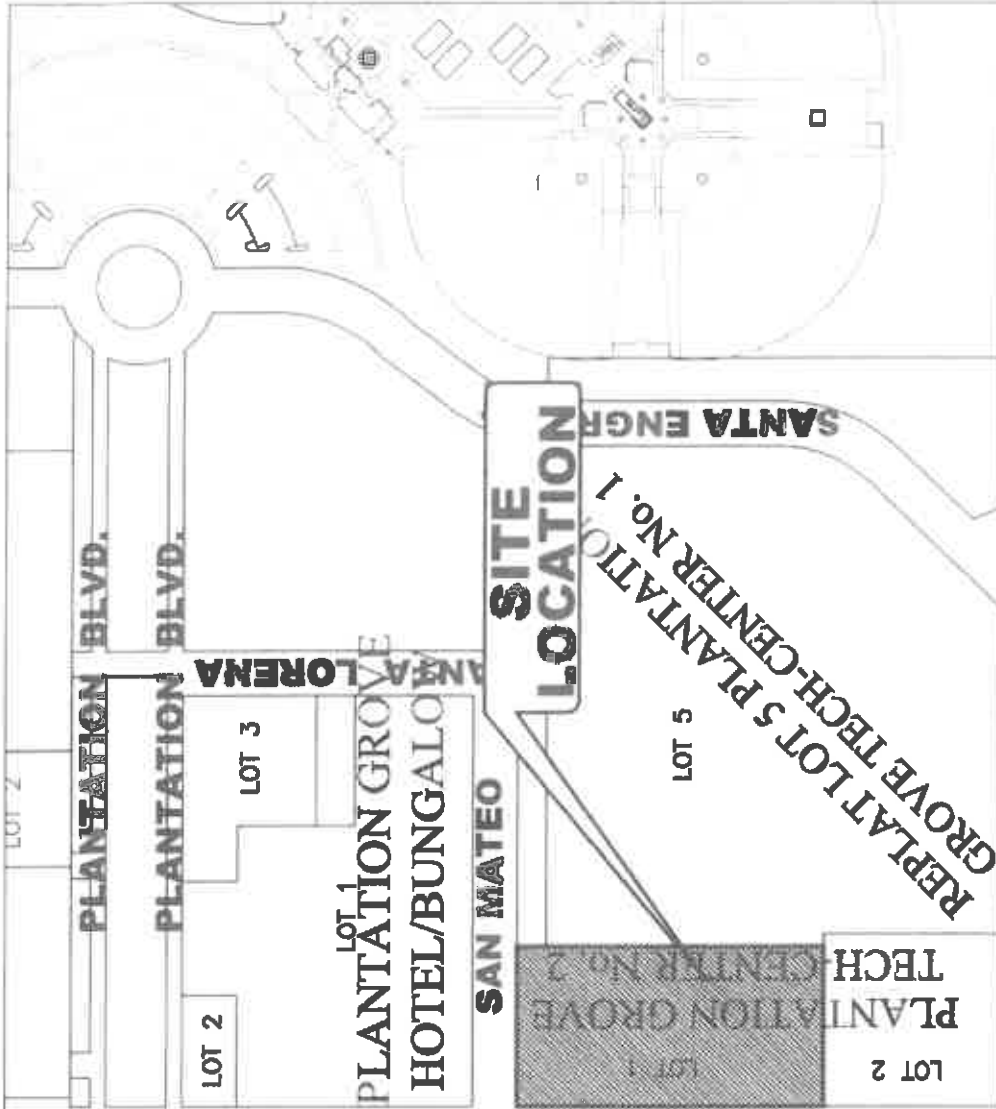 PLANTATION BLVD.
PLANTATION BLVD.
SITE
LOCATION
SANTA ENGR
SANTA LORENA
SAN MATEO
LOT 2
LOT 3
LOT 1
PLANTATION GROVE
HOTEL/BUNGALOW
LOT 2
LOT 5
REPLAT LOT 5 PLANTATION
GROVE TECH-CENTER No. 1
PLANTATION GROVE
TECH-CENTER No. 2
LOT 1
LOT 2